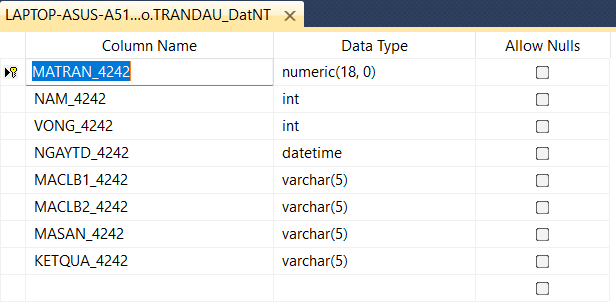 LAPTOP-ASUS-A51...o.TRANDAU_DatNT
Column Name Data Type Allow Nulls
MATRAN_4242 numeric(18, 0)
NAM_4242 int
VONG_4242 int
NGAYTD_4242 datetime
MACLB1_4242 varchar(5)
MACLB2_4242 varchar(5)
MASAN_4242 varchar(5)
KETQUA_4242 varchar(5)